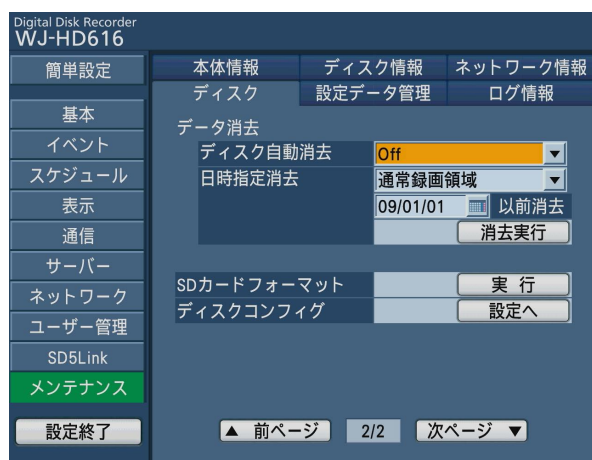 Digital Disk Recorder
WJ-HD616
簡単設定
基本
イベント
スケジュール
表示
通信
サーバー
ネットワーク
ユーザー管理
SD5Link
メンテナンス
設定終了
本体情報 ディスク情報 ネットワーク情報
ディスク 設定データ管理 ログ情報
データ消去
ディスク自動消去 Off ▼
日時指定消去 通常録画領域 ▼
09/01/01 以前消去
消去実行
SDカードフォーマット 実 行
ディスクコンフィグ 設定へ
▲ 前ページ 2/2 次ページ ▼